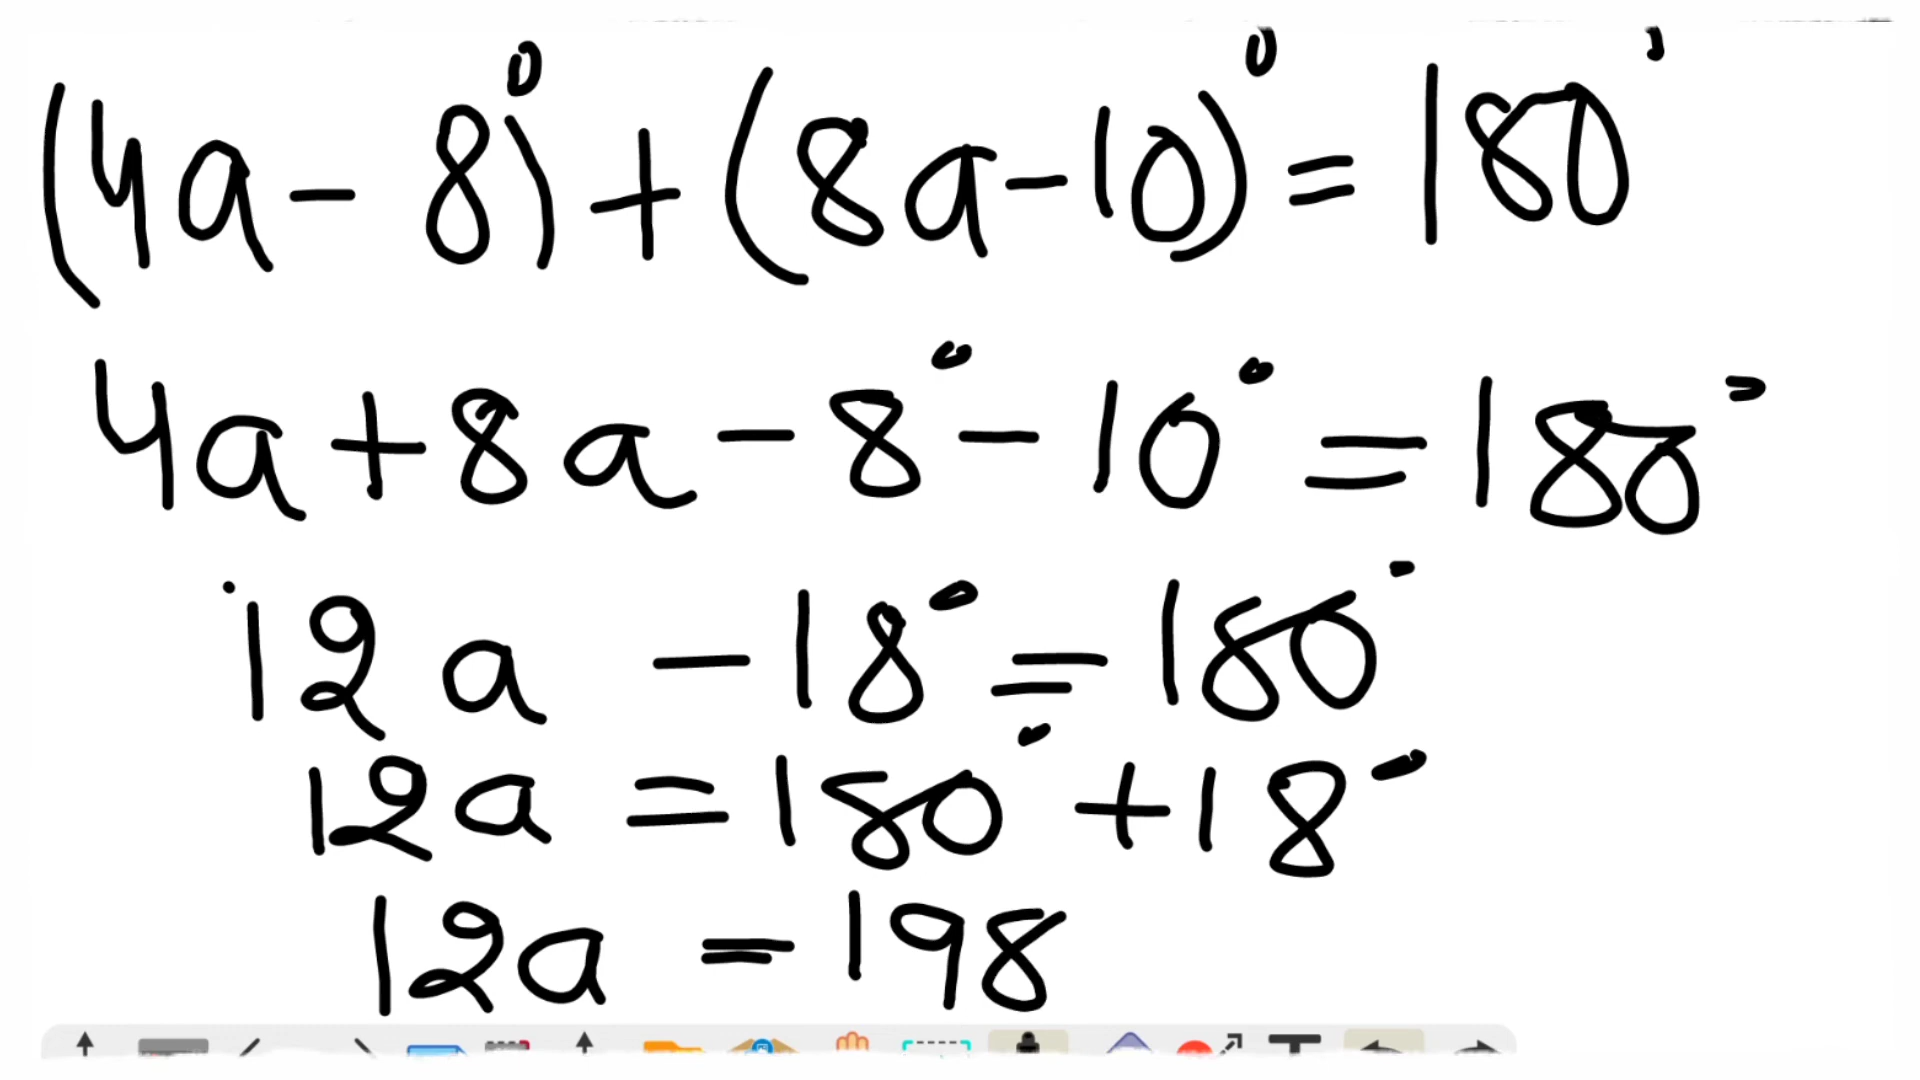 (4a - 8)° + (8a - 10)° = 180°
4a + 8a - 8° - 10° = 180°
12a - 18° = 180°
12a = 180° + 18°
12a = 198